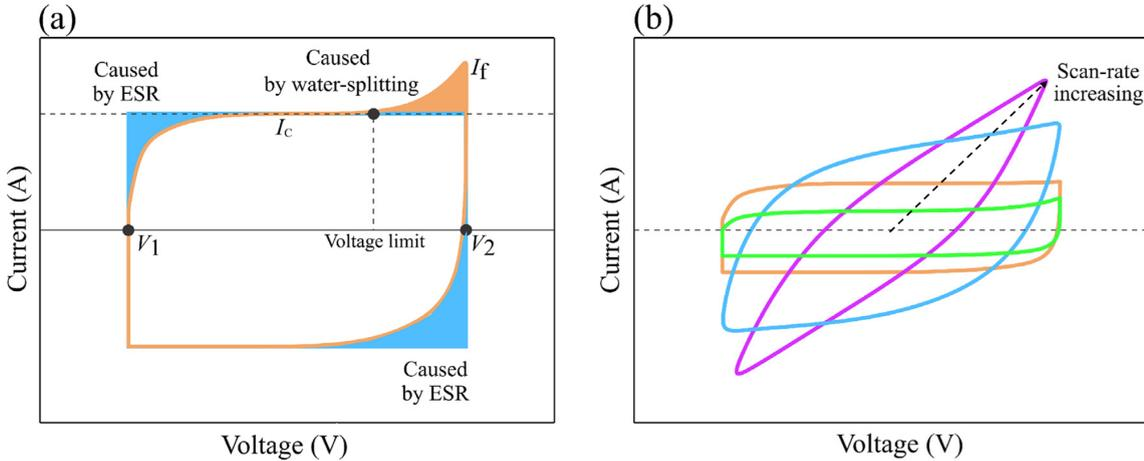 (a)
Caused
by ESR
Caused
by water-splitting
If
Ic
V1
Voltage limit
V2
Caused
by ESR
Current (A)
Voltage (V)
(b)
Scan-rate
increasing
Current (A)
Voltage (V)